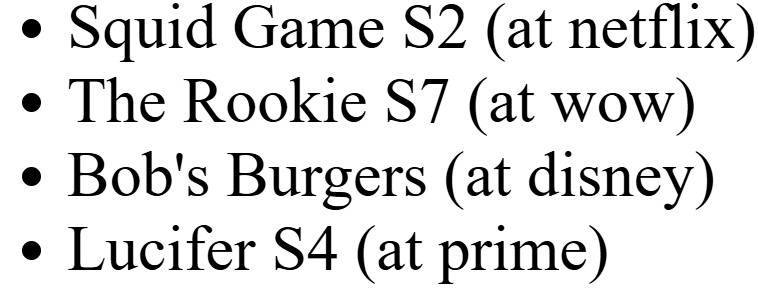 • Squid Game S2 (at netflix)
• The Rookie S7 (at wow)
• Bob's Burgers (at disney)
• Lucifer S4 (at prime)